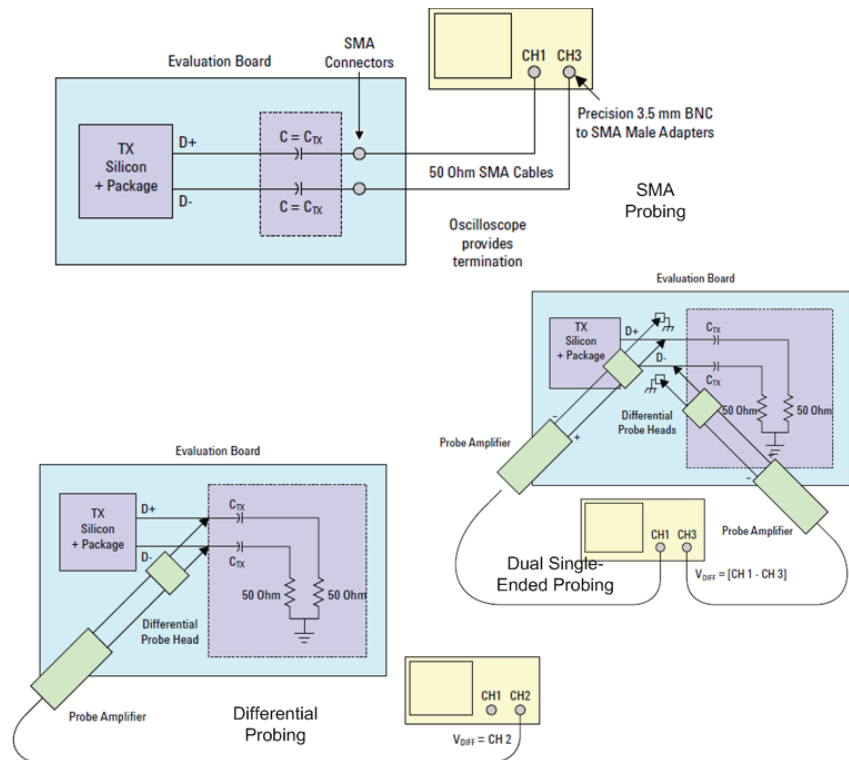 SMA
Connectors
Evaluation Board
CH1
CH3
Precision 3.5 mm BNC
to SMA Male Adapters
TX
Silicon
+ Package
D+
D-
C = CTX
C = CTX
50 Ohm SMA Cables
SMA
Probing
Oscilloscope
provides
termination
Evaluation Board
TX
Silicon
+ Package
D+
D-
CTX
CTX
50 Ohm
50 Ohm
Differential
Probe Heads
Probe Amplifier
-
+
+
-
Probe Amplifier
CH1
CH3
Dual Single-
Ended Probing
VDIFF = [CH 1 - CH 3]
Evaluation Board
TX
Silicon
+ Package
D+
D-
CTX
CTX
50 Ohm
50 Ohm
Differential
Probe Head
Probe Amplifier
Differential
Probing
CH1
CH2
VDIFF = CH 2